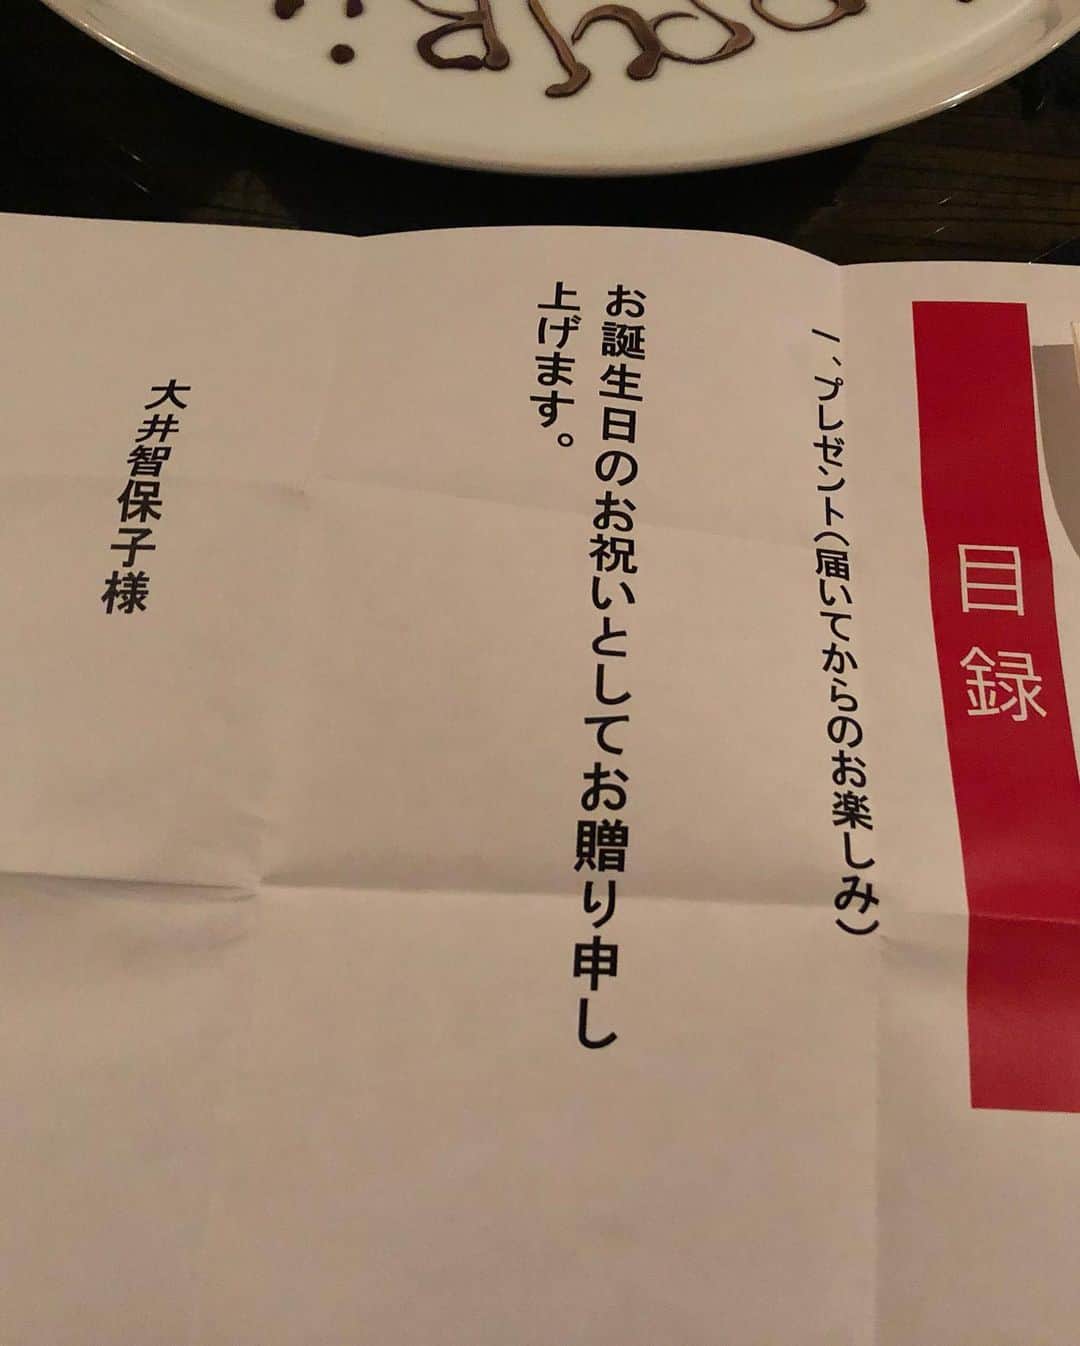 目録
一、プレゼント(届いてからのお楽しみ)
お誕生日のお祝いとしてお贈り申し
上げます。
大井智保子様